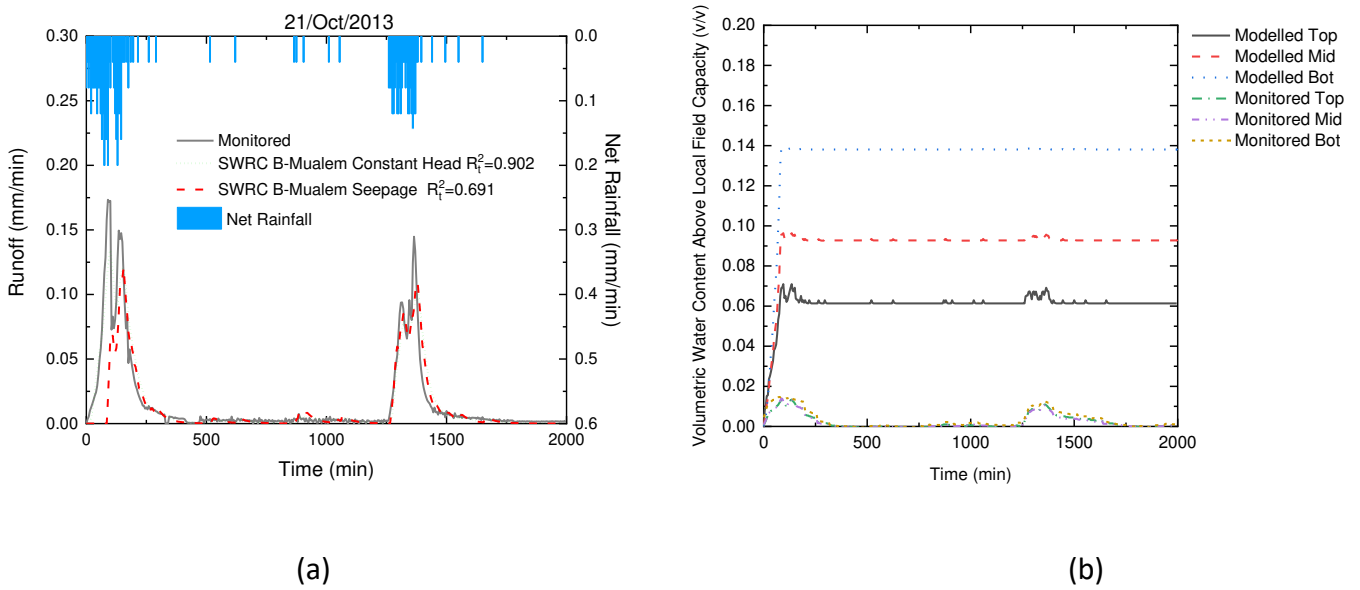 21/Oct/2013
0.30
0.25
0.20
0.15
0.10
0.05
0.00
Runoff (mm/min)
0.0
0.1
0.2
0.3
0.4
0.5
0.6
Net Rainfall (mm/min)
Monitored
SWRC B-Mualem Constant Head R_t^2=0.902
SWRC B-Mualem Seepage R_t^2=0.691
Net Rainfall
0 500 1000 1500 2000
Time (min)
(a)
0.20
0.18
0.16
0.14
0.12
0.10
0.08
0.06
0.04
0.02
0.00
Volumetric Water Content Above Local Field Capacity (v/v)
0 500 1000 1500 2000
Time (min)
Modelled Top
Modelled Mid
Modelled Bot
Monitored Top
Monitored Mid
Monitored Bot
(b)